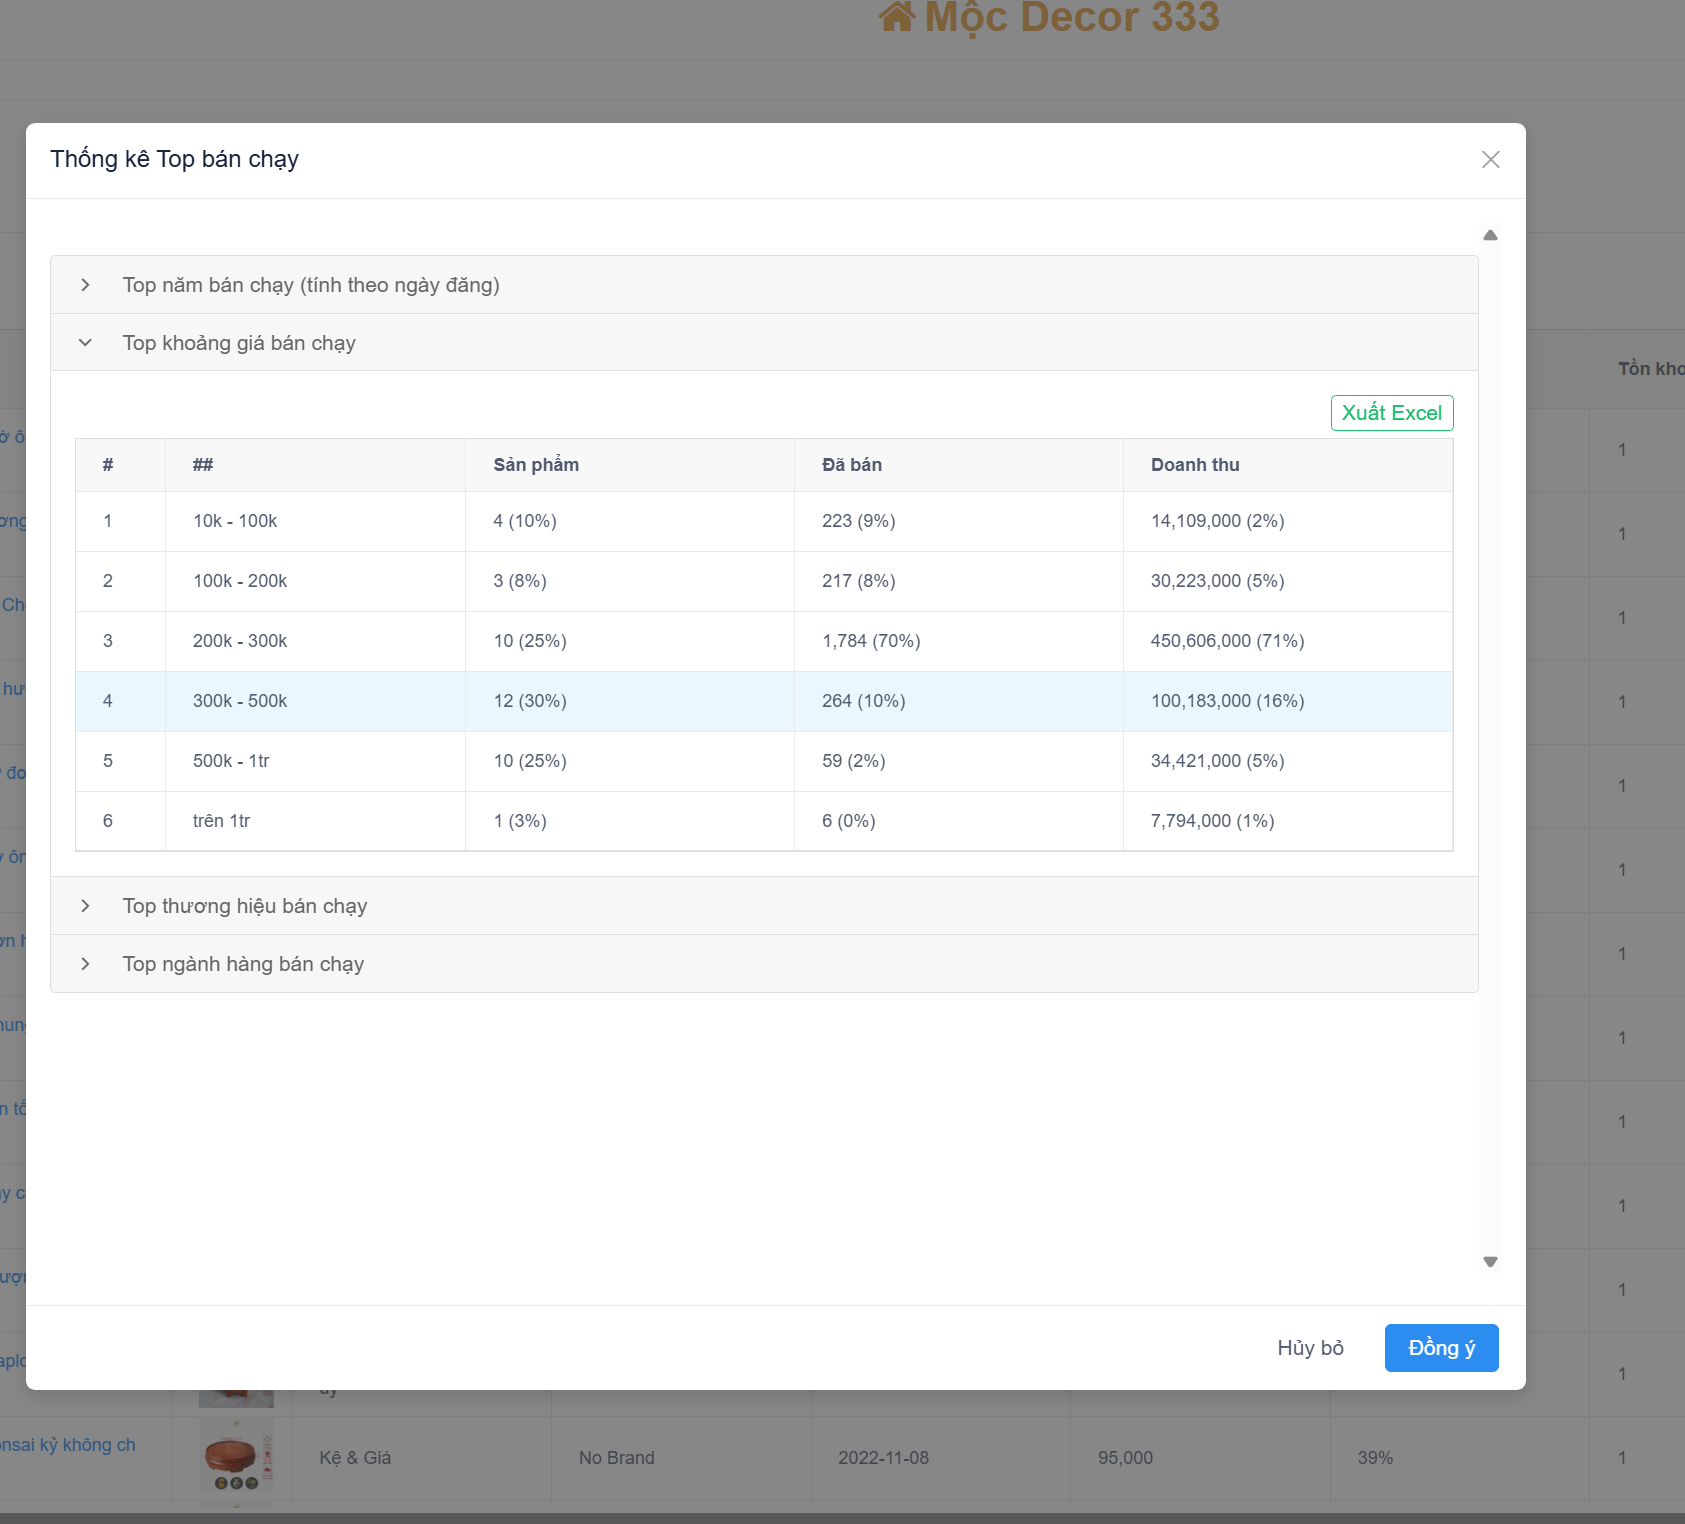 Mộc Decor 333
Thống kê Top bán chạy
Top năm bán chạy (tính theo ngày đăng)
Top khoảng giá bán chạy
Tồn kho
Xuất Excel
# ## Sản phẩm Đã bán Doanh thu
1 10k - 100k 4 (10%) 223 (9%) 14,109,000 (2%)
1
2 100k - 200k 3 (8%) 217 (8%) 30,223,000 (5%)
1
3 200k - 300k 10 (25%) 1,784 (70%) 450,606,000 (71%)
1
4 300k - 500k 12 (30%) 264 (10%) 100,183,000 (16%)
1
5 500k - 1tr 10 (25%) 59 (2%) 34,421,000 (5%)
1
6 trên 1tr 1 (3%) 6 (0%) 7,794,000 (1%)
1
Top thương hiệu bán chạy
1
Top ngành hàng bán chạy
1
1
1
1
Hủy bỏ Đồng ý
1
nsai kỷ không ch Kệ & Giá No Brand 2022-11-08 95,000 39% 1